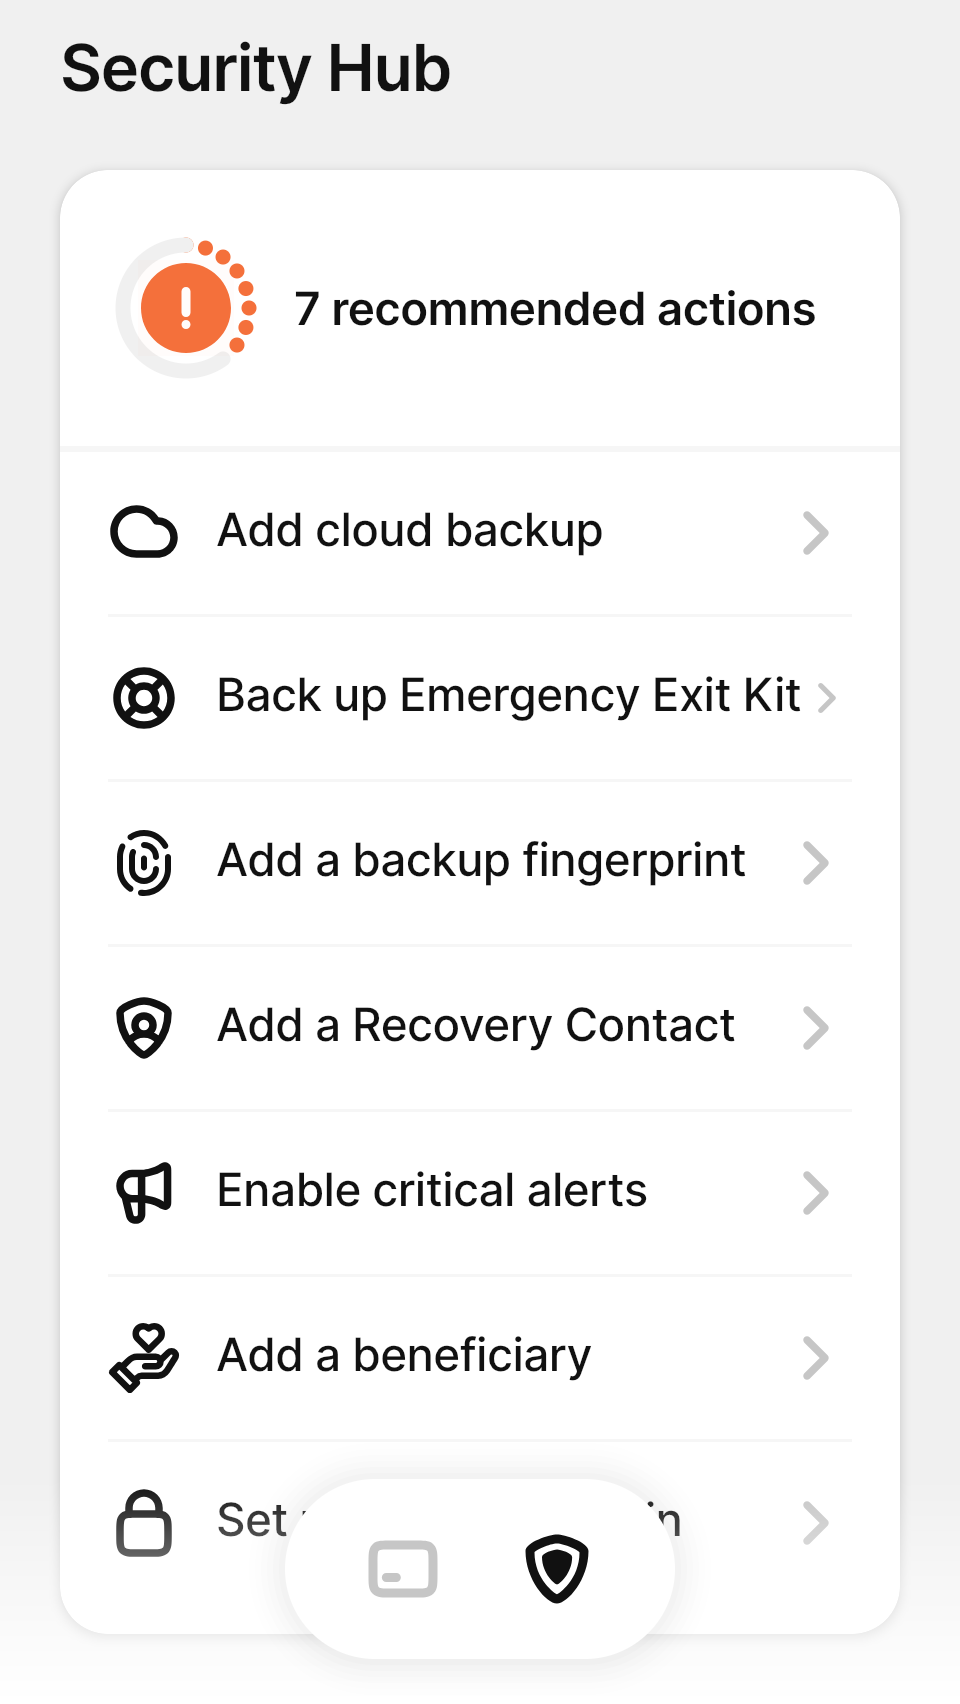 Security Hub
7 recommended actions
Add cloud backup
Back up Emergency Exit Kit
Add a backup fingerprint
Add a Recovery Contact
Enable critical alerts
Add a beneficiary
Set